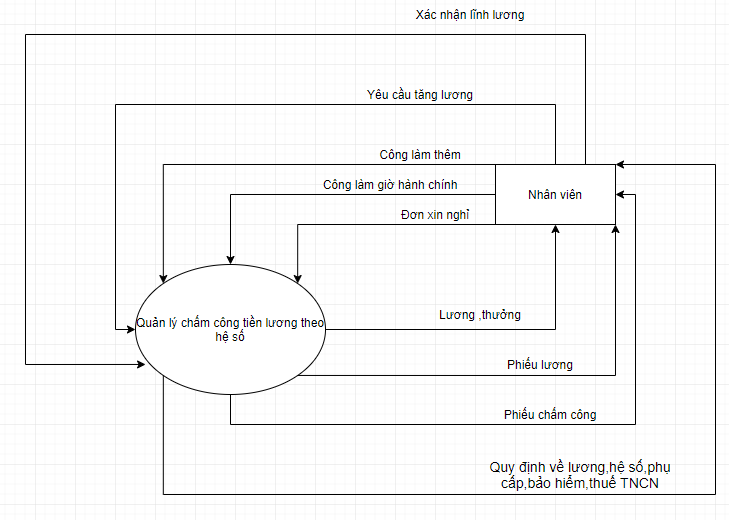 Xác nhận lĩnh lương
Yêu cầu tăng lương
Công làm thêm
Công làm giờ hành chính
Nhân viên
Đơn xin nghỉ
Lương ,thưởng
Quản lý chấm công tiền lương theo
hệ số
Phiếu lương
Phiếu chấm công
Quy định về lương,hệ số,phụ
cấp,bảo hiểm,thuế TNCN